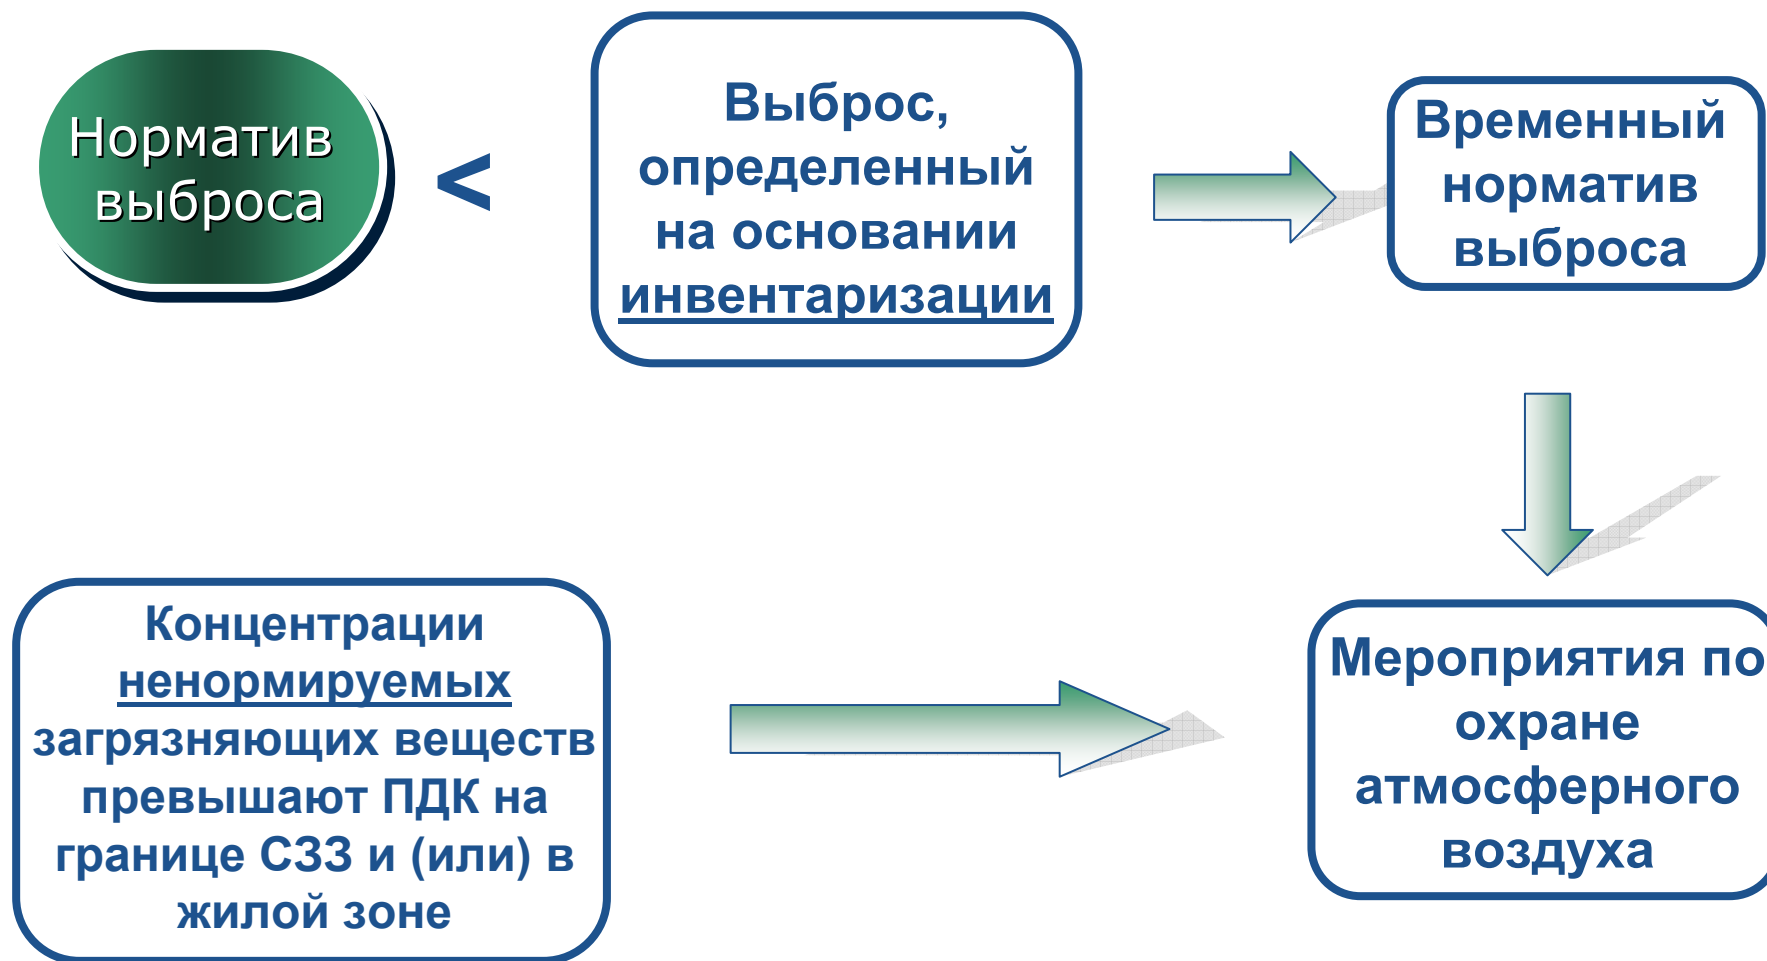 Норматив
выброса
<
Выброс,
определенный
на основании
инвентаризации
Временный
норматив
выброса
Концентрации
ненормируемых
загрязняющих веществ
превышают ПДК на
границе СЗЗ и (или) в
жилой зоне
Мероприятия по
охране
атмосферного
воздуха